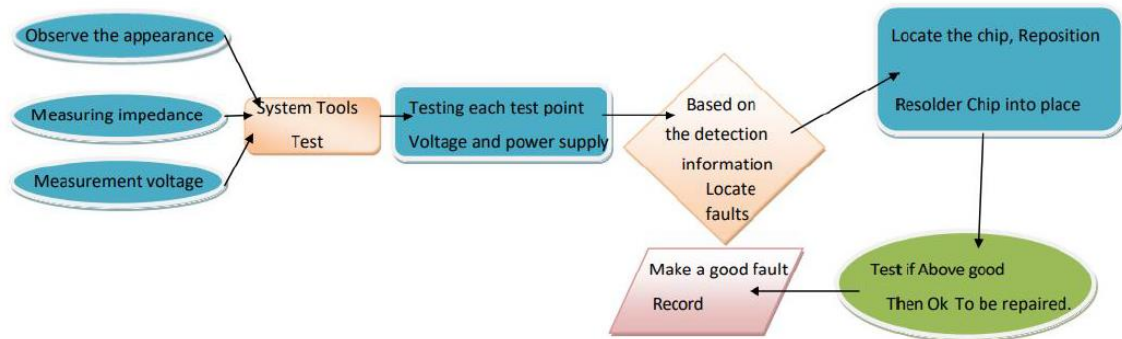 Observe the appearance
Measuring impedance
Measurement voltage
System Tools
Test
Testing each test point
Voltage and power supply
Based on
the detection
information
Locate
faults
Locate the chip, Reposition
Resolder Chip into place
Test if Above good
Then Ok To be repaired.
Make a good fault
Record